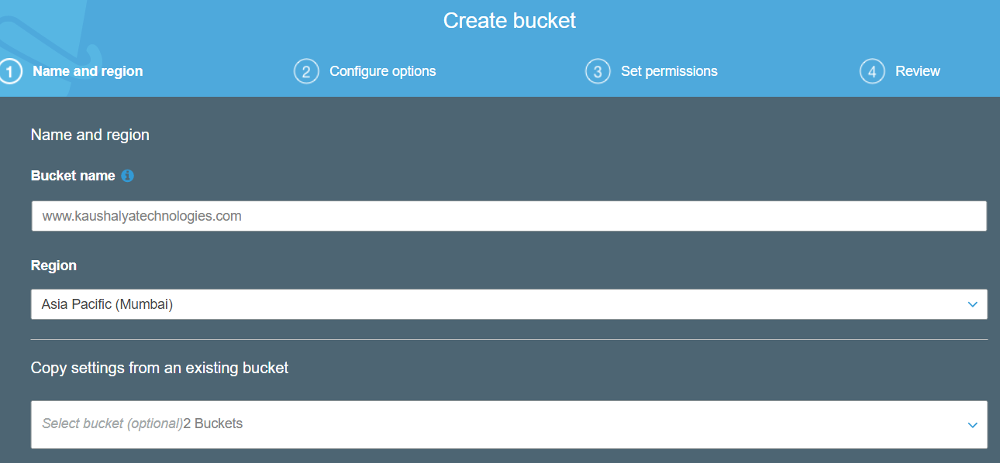 Create bucket
1 Name and region 2 Configure options 3 Set permissions 4 Review
Name and region
Bucket name i
www.kaushalyatechnologies.com
Region
Asia Pacific (Mumbai)
Copy settings from an existing bucket
Select bucket (optional)2 Buckets